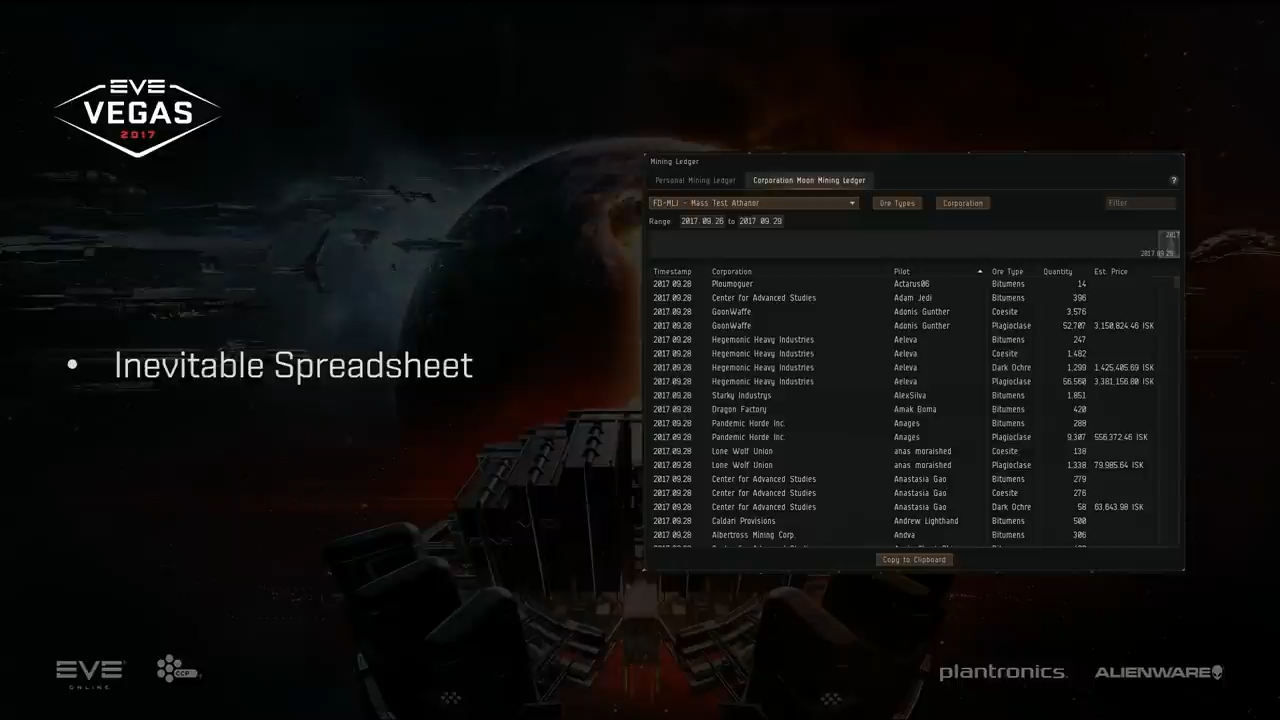 EVE
VEGAS
2017
• Inevitable Spreadsheet
Mining Ledger
Personal Mining Ledger Corporation Moon Mining Ledger ?
FD-MLJ - Mass Test Athanor Ore Types Corporation Filter
Range: 2017.09.26 to 2017.09.29
2017
2017.09.29
Timestamp Corporation Pilot Ore Type Quantity Est. Price
2017.09.28 Ploumoguer Actarus06 Bitumens 14
2017.09.28 Center for Advanced Studies Adam Jedi Bitumens 396
2017.09.28 GoonWaffe Adonis Gunther Coesite 3,576
2017.09.28 GoonWaffe Adonis Gunther Plagioclase 52,707 3,150,824.46 ISK
2017.09.28 Hegemonic Heavy Industries Aeleva Bitumens 247
2017.09.28 Hegemonic Heavy Industries Aeleva Coesite 1,482
2017.09.28 Hegemonic Heavy Industries Aeleva Dark Ochre 1,299 1,425,405.69 ISK
2017.09.28 Hegemonic Heavy Industries Aeleva Plagioclase 56,560 3,381,156.80 ISK
2017.09.28 Starky Industrys AlexSilva Bitumens 1,851
2017.09.28 Dragon Factory Amak Boma Bitumens 420
2017.09.28 Pandemic Horde Inc. Anages Bitumens 288
2017.09.28 Pandemic Horde Inc. Anages Plagioclase 9,307 556,372.46 ISK
2017.09.28 Lone Wolf Union anas moraished Coesite 138
2017.09.28 Lone Wolf Union anas moraished Plagioclase 1,338 79,985.64 ISK
2017.09.28 Center for Advanced Studies Anastasia Gao Bitumens 279
2017.09.28 Center for Advanced Studies Anastasia Gao Coesite 276
2017.09.28 Center for Advanced Studies Anastasia Gao Dark Ochre 58 63,643.98 ISK
2017.09.28 Caldari Provisions Andrew Lighthand Bitumens 500
2017.09.28 Albertross Mining Corp. Andva Bitumens 306
Copy to Clipboard
EVE
ONLINE
CCP
plantronics.
ALIENWARE